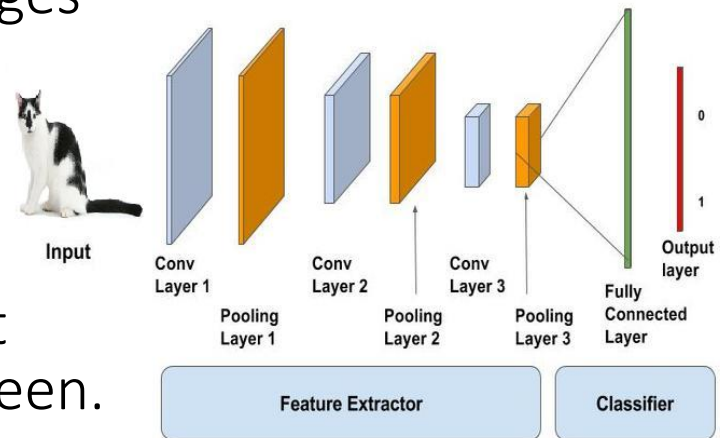 0
1
Input
Output
layer
Conv
Layer 1
Conv
Layer 2
Conv
Layer 3
Fully
Connected
Layer
Pooling
Layer 1
Pooling
Layer 2
Pooling
Layer 3
Feature Extractor
Classifier